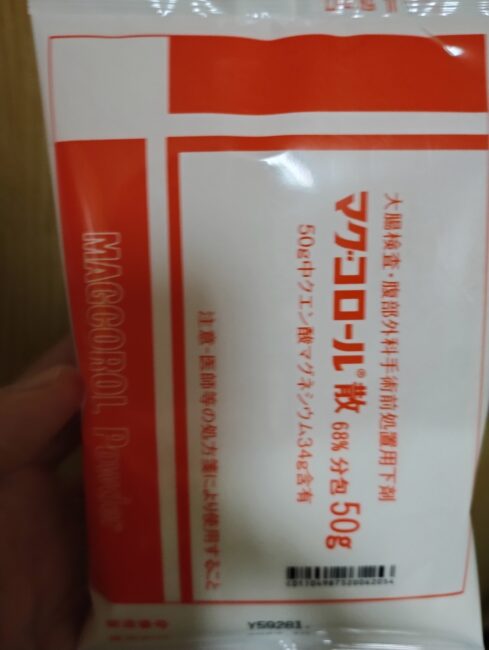 大腸検査・腹部外科手術前処置用下剤
マグコロール®散 68% 分包 50g
50g中クエン酸マグネシウム34g含有
注意-医師等の処方箋により使用すること
MAGCOROL Powder